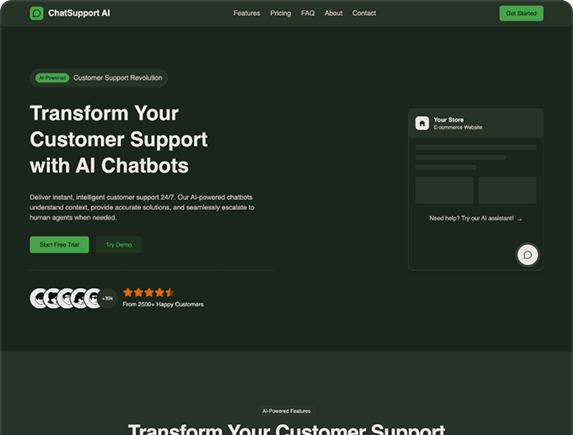 ChatSupport AI
Features Pricing FAQ About Contact
Get Started
AI-Powered Customer Support Revolution
Transform Your
Customer Support
with AI Chatbots
Deliver instant, intelligent customer support 24/7. Our AI-powered chatbots
understand context, provide accurate solutions, and seamlessly escalate to
human agents when needed.
Start Free Trial Try Demo
+30k
From 2500+ Happy Customers
Your Store
E-commerce Website
Need help? Try our AI assistant! →
AI-Powered Features
Transform Your Customer Support